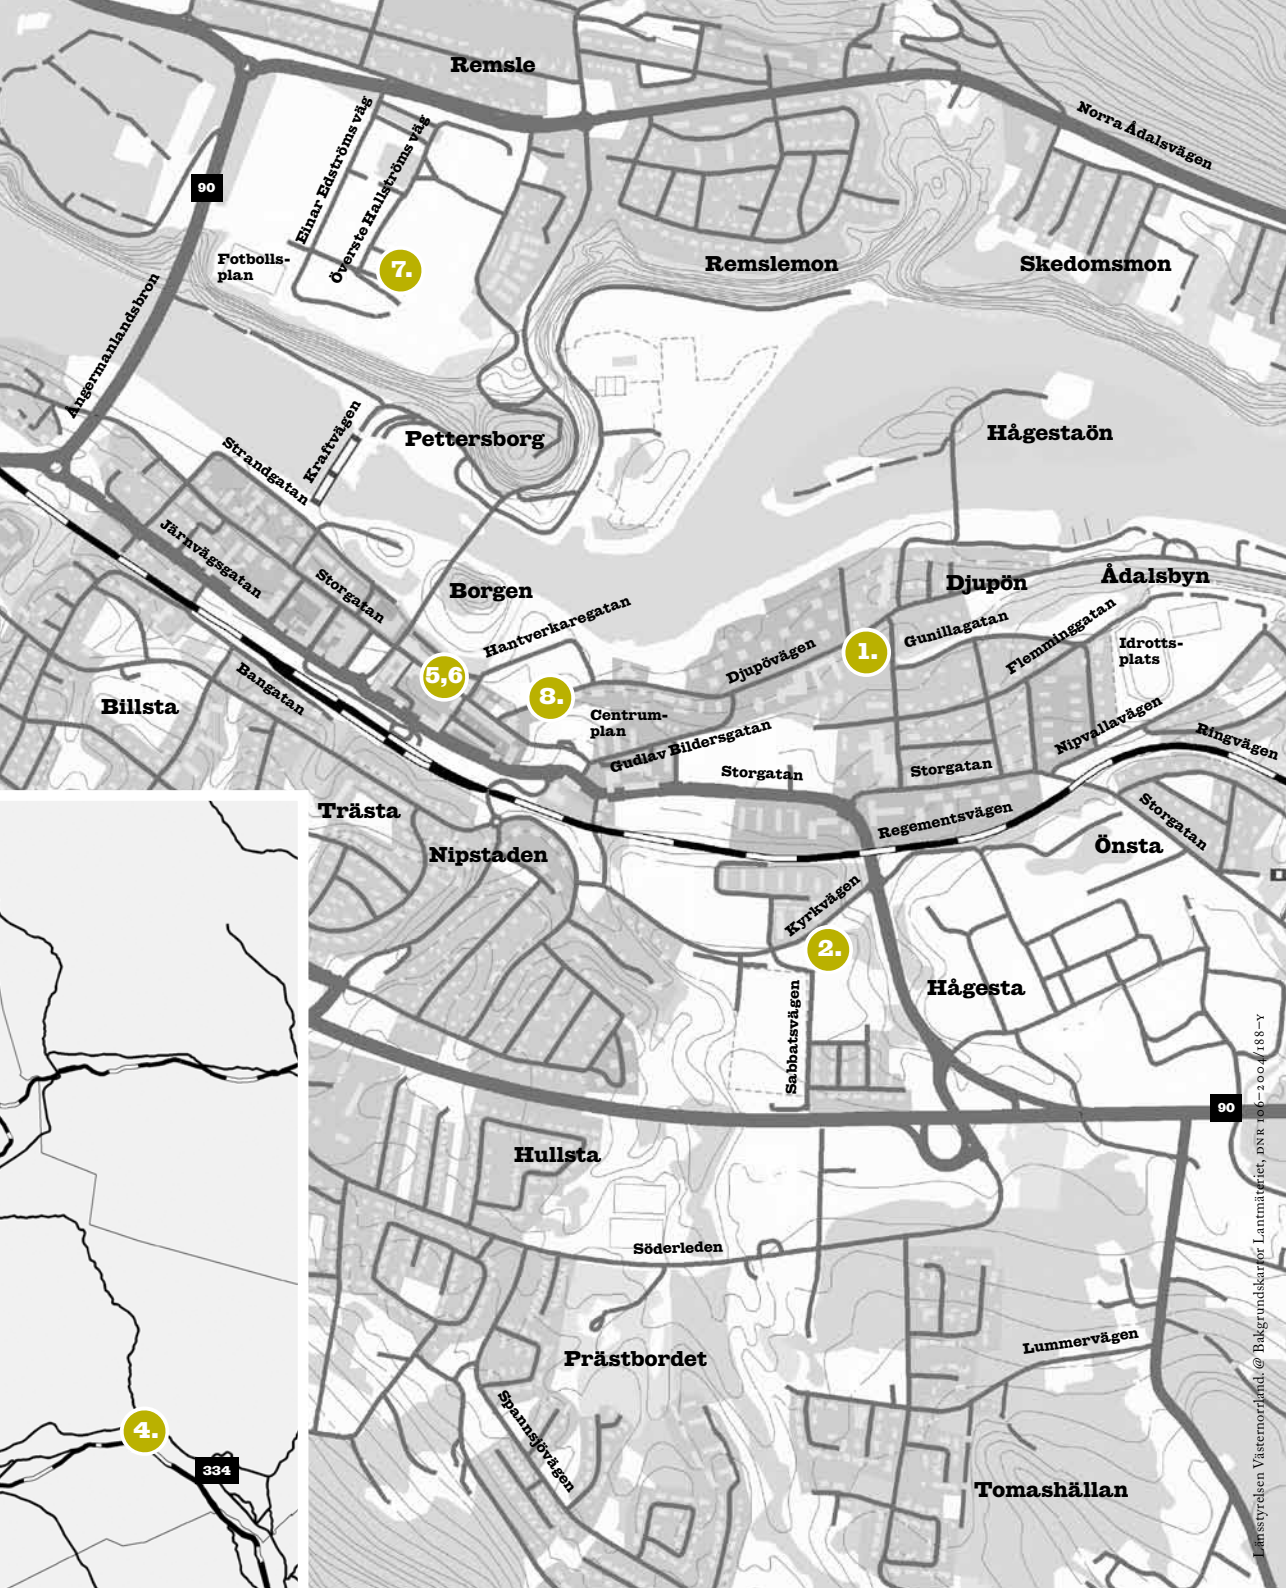 Remsle
Norra Ådalsvägen
Einar Edströms väg
Överste Hallströms väg
90
Fotbolls-
plan
7.
Remslemon
Skedomsmon
Ångermanlandsbron
Pettersborg
Hågestaön
Kraftvägen
Strandgatan
Järnvägsgatan
Storgatan
Borgen
Hantverkaregatan
Djupön
Ådalsbyn
Gunillagatan
Flemminggatan
Idrotts-
plats
1.
Djupövägen
5,6
8.
Billsta
Bangatan
Centrum-
plan
Gudlav Bildersgatan
Storgatan
Storgatan
Nipvallavägen
Ringvägen
Trästa
Nipstaden
Regementsvägen
Storgatan
Önsta
Kyrkvägen
2.
Hågesta
Sabbatsvägen
90
Hullsta
Söderleden
Prästbordet
Lummervägen
Spannsjövägen
Tomashällan
4.
334
Länsstyrelsen Västernorrland. @ Bakgrundskartor Lantmäteriet, DNR 106-2004/188-Y